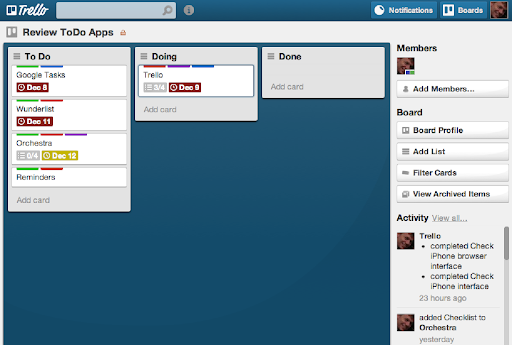 Trello
Notifications
Boards
Review ToDo Apps
To Do
Google Tasks
Dec 8
Wunderlist
Dec 11
Orchestra
0/4 Dec 12
Reminders
Add card
Doing
Trello
3/4 Dec 9
Add card
Done
Add card
Members
Add Members...
Board
Board Profile
Add List
Filter Cards
View Archived Items
Activity View all...
Trello
completed Check
iPhone browser
interface
completed Check
iPhone interface
23 hours ago
added Checklist to
Orchestra
yesterday